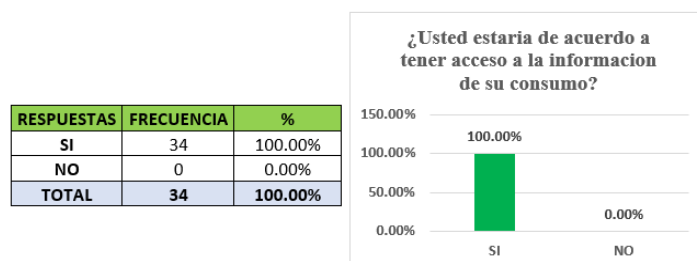 RESPUESTAS FRECUENCIA %
SI 34 100.00%
NO 0 0.00%
TOTAL 34 100.00%
¿Usted estaria de acuerdo a
tener acceso a la informacion
de su consumo?
150.00%
100.00%
100.00%
50.00%
0.00%
0.00%
SI NO